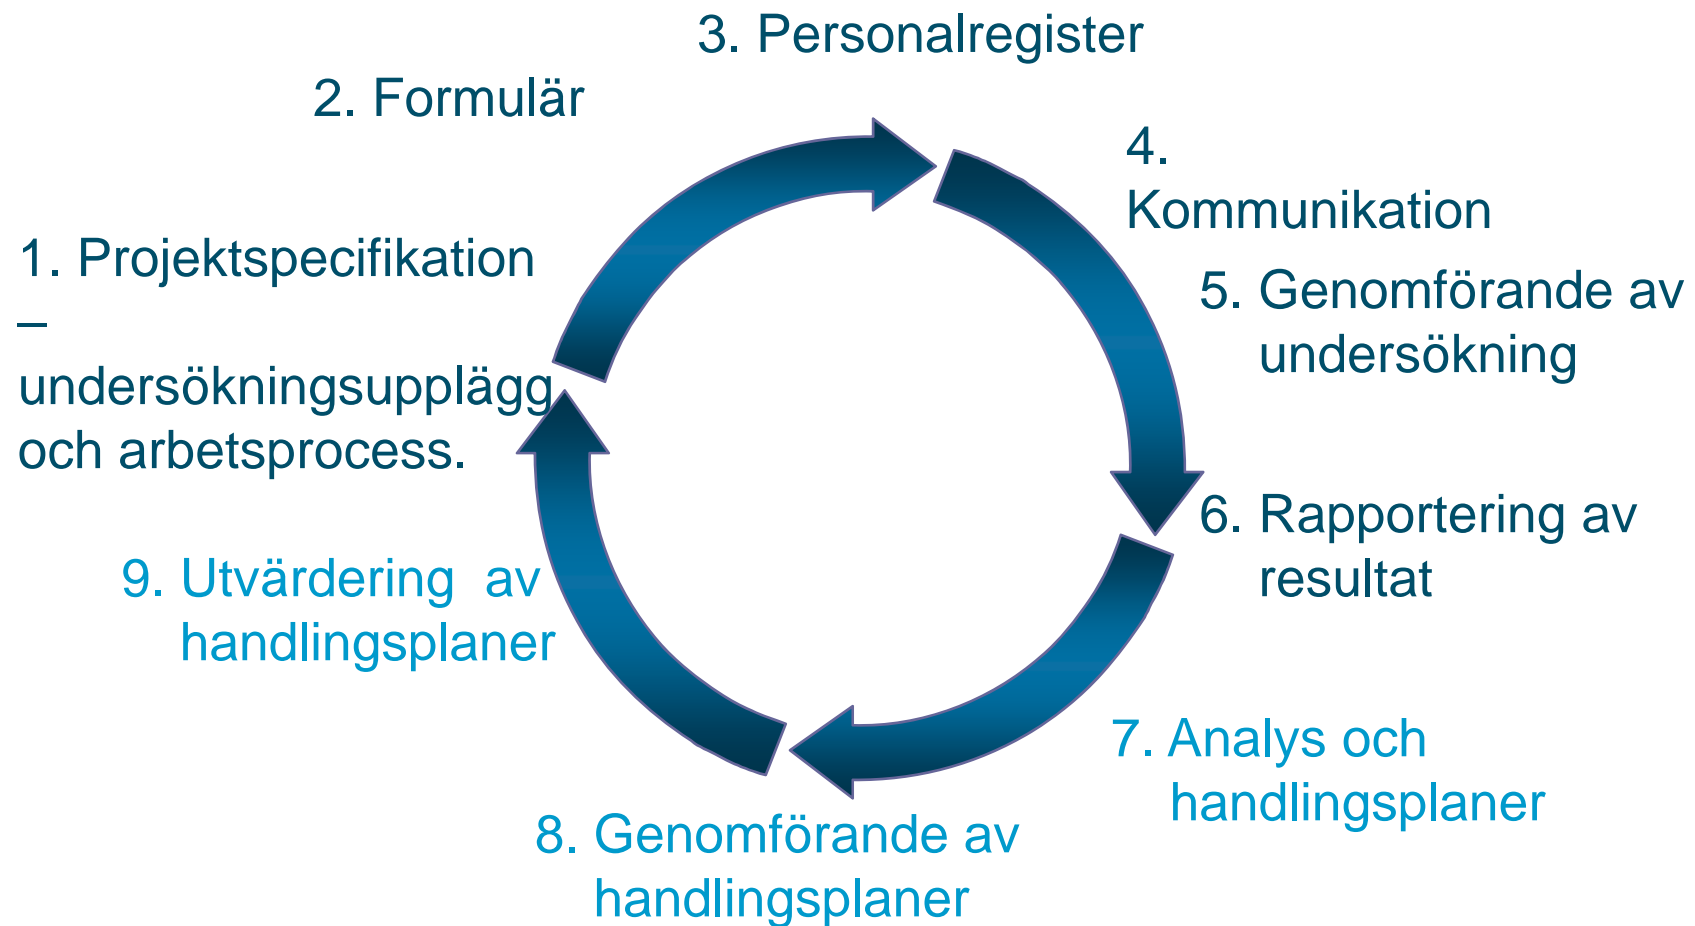 1. Projektspecifikation
–
undersökningsupplägg
och arbetsprocess.
2. Formulär
3. Personalregister
4.
Kommunikation
5. Genomförande av
undersökning
6. Rapportering av
resultat
7. Analys och
handlingsplaner
8. Genomförande av
handlingsplaner
9. Utvärdering av
handlingsplaner